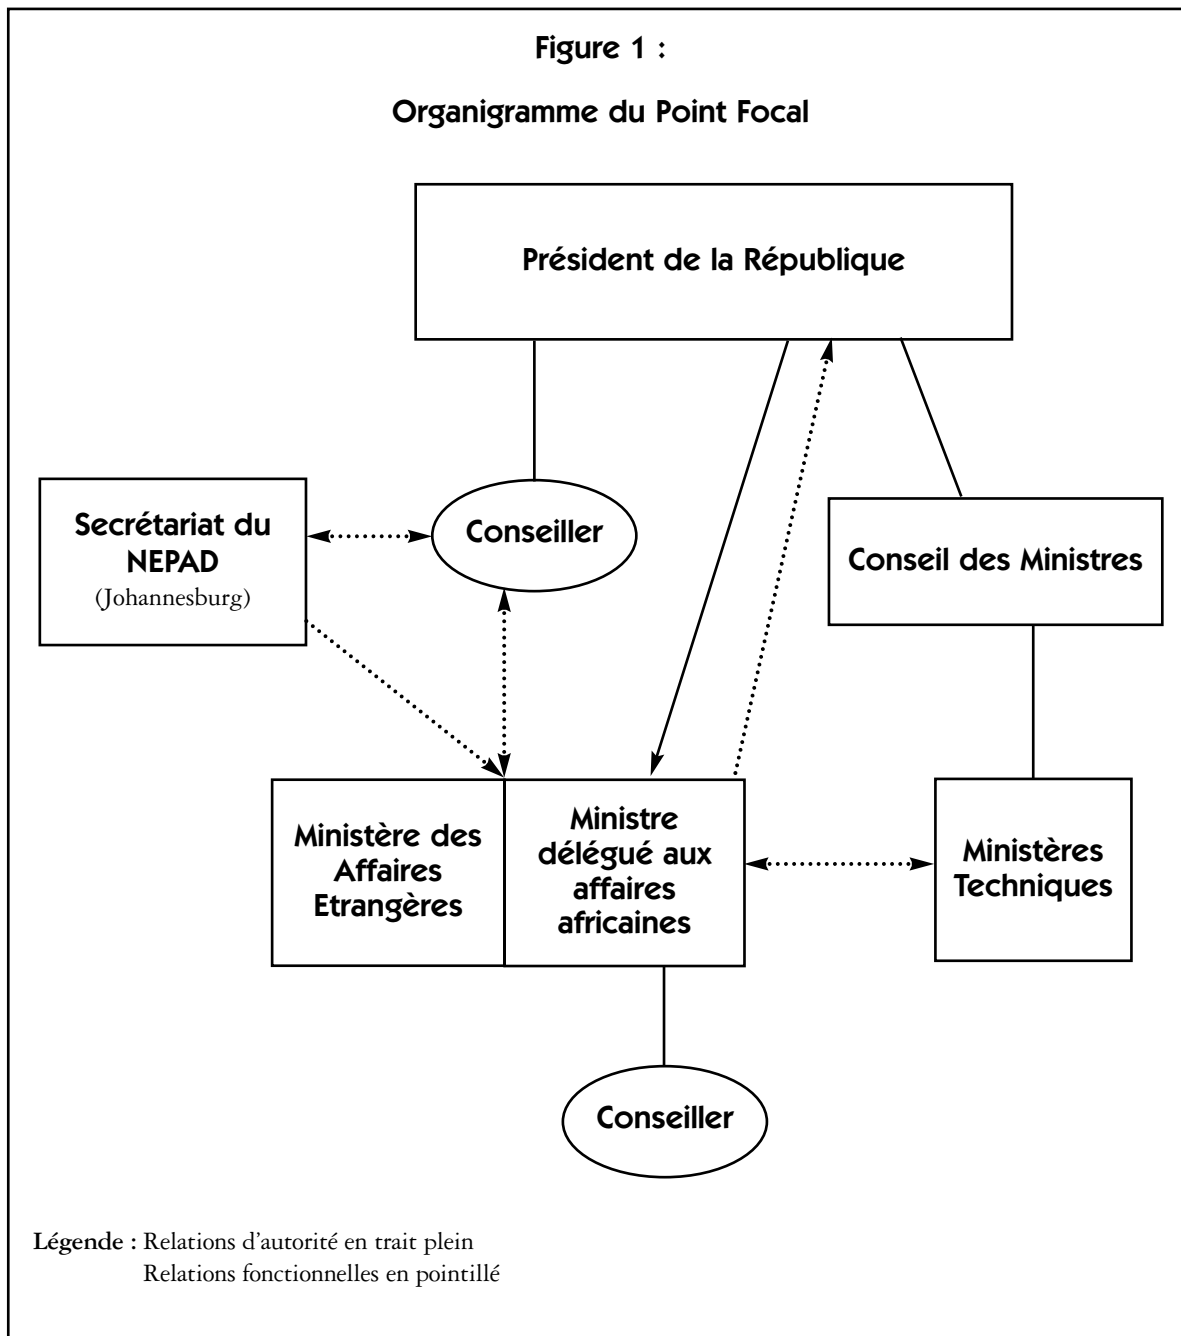 Figure 1 :
Organigramme du Point Focal
Président de la République
Secrétariat du
NEPAD
(Johannesburg)
Conseiller
Conseil des Ministres
Ministère des
Affaires
Etrangères
Ministre
délégué aux
affaires
africaines
Ministères
Techniques
Conseiller
Légende : Relations d’autorité en trait plein
Relations fonctionnelles en pointillé